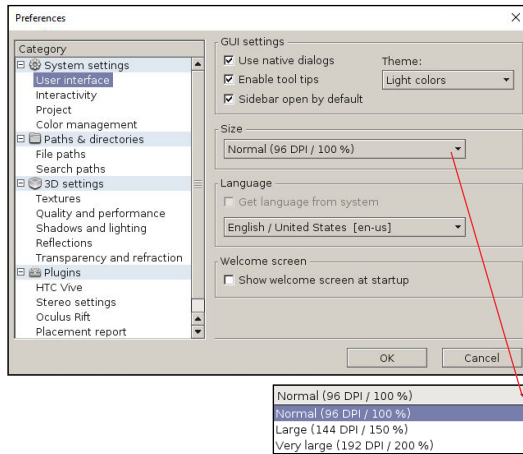 Preferences
Category
System settings
User interface
Interactivity
Project
Color management
Paths & directories
File paths
Search paths
3D settings
Textures
Quality and performance
Shadows and lighting
Reflections
Transparency and refraction
Plugins
HTC Vive
Stereo settings
Oculus Rift
Placement report
GUI settings
Use native dialogs
Theme:
Enable tool tips
Light colors
Sidebar open by default
Size
Normal (96 DPI / 100 %)
Language
Get language from system
English / United States [en-us]
Welcome screen
Show welcome screen at startup
OK
Cancel
Normal (96 DPI / 100 %)
Normal (96 DPI / 100 %)
Large (144 DPI / 150 %)
Very large (192 DPI / 200 %)